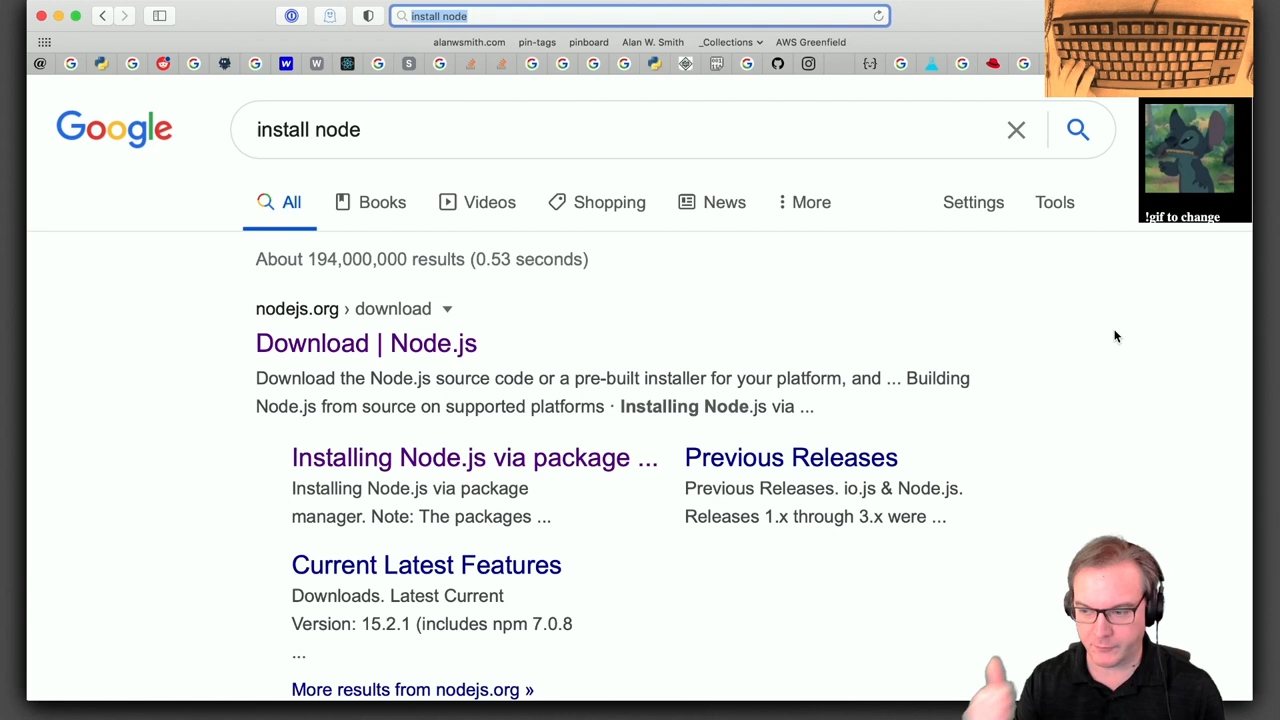 install node
alanwsmith.com pin-tags pinboard Alan W. Smith _Collections AWS Greenfield
Google
install node
All Books Videos Shopping News More Settings Tools
!gif to change
About 194,000,000 results (0.53 seconds)
nodejs.org › download
Download | Node.js
Download the Node.js source code or a pre-built installer for your platform, and ... Building
Node.js from source on supported platforms · Installing Node.js via ...
Installing Node.js via package ...
Installing Node.js via package
manager. Note: The packages ...
Previous Releases
Previous Releases. io.js & Node.js.
Releases 1.x through 3.x were ...
Current Latest Features
Downloads. Latest Current
Version: 15.2.1 (includes npm 7.0.8
...
More results from nodejs.org »